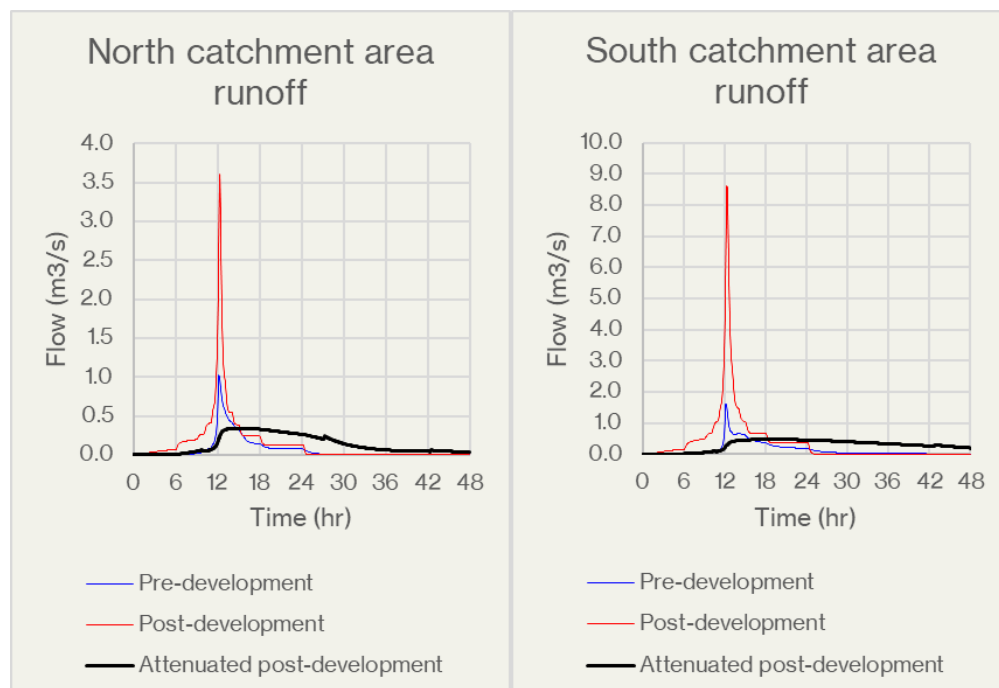 North catchment area
runoff
4.0
3.5
3.0
2.5
2.0
1.5
1.0
0.5
0.0
Flow (m3/s)
0 6 12 18 24 30 36 42 48
Time (hr)
Pre-development
Post-development
Attenuated post-development
South catchment area
runoff
10.0
9.0
8.0
7.0
6.0
5.0
4.0
3.0
2.0
1.0
0.0
Flow (m3/s)
0 6 12 18 24 30 36 42 48
Time (hr)
Pre-development
Post-development
Attenuated post-development